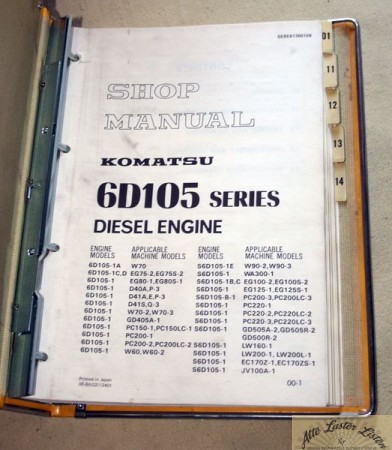 01
11
12
13
14
SHOP
MANUAL
KOMATSU
6D105 SERIES
DIESEL ENGINE
ENGINE MODELS APPLICABLE MACHINE MODELS
6D105-1A W70
6D105-1C,D EG75-2, EG75S-2
6D105-1 EG80-1, EG80S-1
6D105-1 D40A,P-3
6D105-1 D41A,E,P-3
6D105-1 D41S,Q-3
6D105-1 W70-2, W70-3
6D105-1 GD405A-1
6D105-1 PC150-1, PC150LC-1
6D105-1 PC200-1
6D105-1 PC200-2, PC200LC-2
6D105-1 W60, W60-2
ENGINE MODELS APPLICABLE MACHINE MODELS
S6D105-1E W90-2, W90-3
S6D105-1 WA300-1
S6D105-1B,C EG100-2, EG100S-2
S6D105-1 EG125-1, EG125S-1
S6D105-B-1 PC200-3, PC200LC-3
S6D105-1 PC220-1
S6D105-1 PC220-2, PC220LC-2
S6D105-1 PC220-3, PC220LC-3
S6D105-1 GD505A-2, GD505R-2
GD500R-2
S6D105-1 LW160-1
S6D105-1 LW200-1, LW200L-1
S6D105-1 EC170Z-1, EC170ZS-1
S6D105-1 JV100A-1
Printed in Japan
00-1
Alte Laster Listen